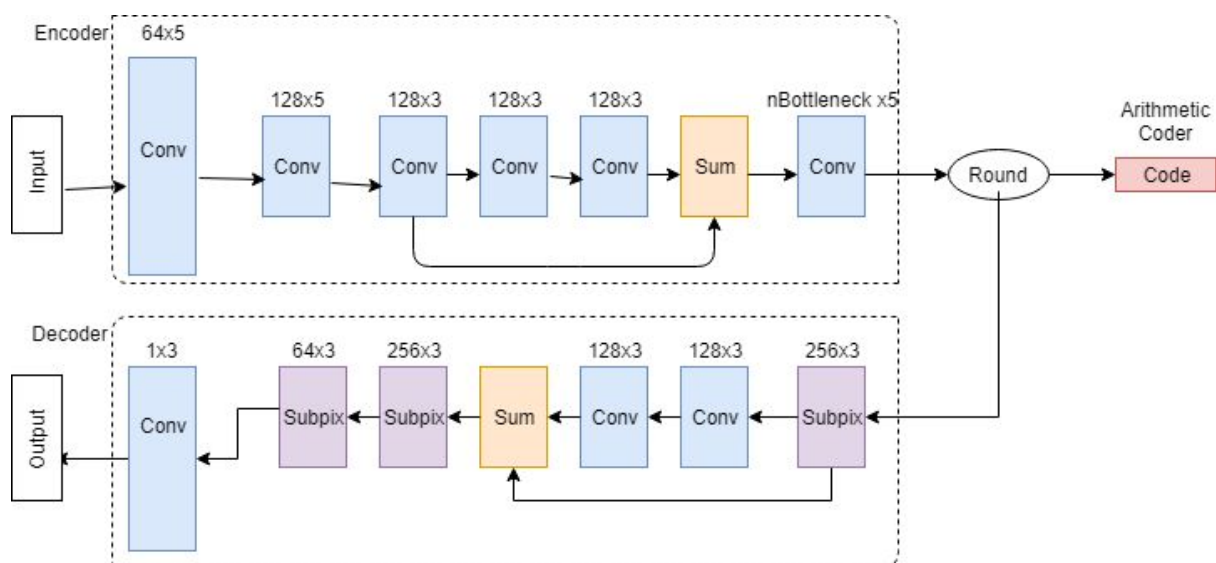 Encoder
64x5
128x5
128x3
128x3
128x3
nBottleneck x5
Arithmetic
Coder
Input
Conv
Conv
Conv
Conv
Conv
Sum
Conv
Round
Code
Decoder
1x3
64x3
256x3
128x3
128x3
256x3
Output
Conv
Subpix
Subpix
Sum
Conv
Conv
Subpix